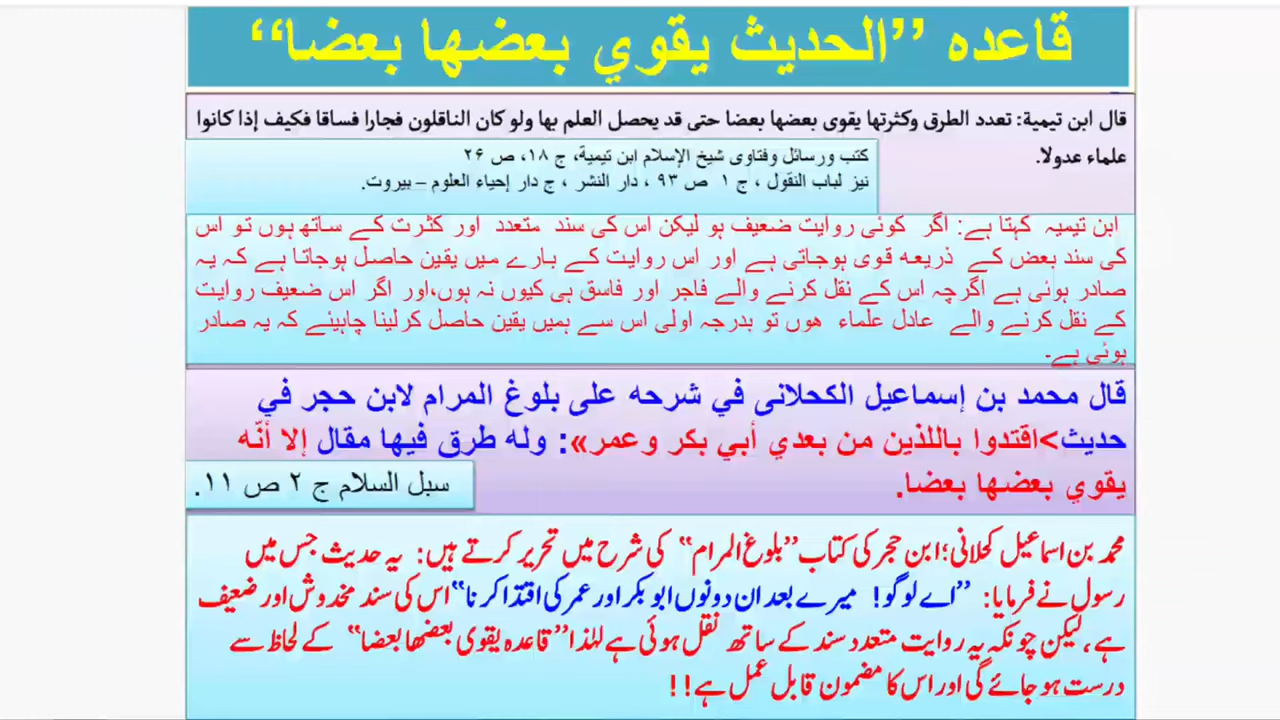 قاعده ”الحديث يقوي بعضها بعضا“
قال ابن تيمية: تعدد الطرق وكثرتها يقوى بعضها بعضا حتى قد يحصل العلم بها ولو كان الناقلون فجارا فساقا فكيف إذا كانوا
علماء عدولا.
كتب ورسائل وفتاوى شيخ الإسلام ابن تيمية، ج ١٨، ص ٢٦
نيز لباب النقول ، ج ١ ص ٩٣ ، دار النشر ، ج دار إحياء العلوم – بيروت.
ابن تیمیہ کہتا ہے: اگر کوئی روایت ضعیف ہو لیکن اس کی سند متعدد اور کثرت کے ساتھ ہوں تو اس
کی سند بعض کے ذریعہ قوی ہوجاتی ہے اور اس روایت کے بارے میں یقین حاصل ہوجاتا ہے کہ یہ
صادر ہوئی ہے اگرچہ اس کے نقل کرنے والے فاجر اور فاسق ہی کیوں نہ ہوں،اور اگر اس ضعیف روایت
کے نقل کرنے والے عادل علماء ھوں تو بدرجہ اولی اس سے ہمیں یقین حاصل کرلینا چاہیئے کہ یہ صادر
ہوئی ہے۔
قال محمد بن إسماعيل الكحلانى في شرحه على بلوغ المرام لابن حجر في
حديث>اقتدوا باللذين من بعدي أبي بكر وعمر»: وله طرق فيها مقال إلا أنّه
يقوي بعضها بعضا.
سبل السلام ج ٢ ص ١١.
محمد بن اسماعیل کحلانی؛ ابن حجر کی کتاب ”بلوغ المرام“ کی شرح میں تحریر کرتے ہیں: یہ حدیث جس میں
رسول نے فرمایا: ”اے لوگو! میرے بعد ان دونوں ابو بکر اور عمر کی اقتدا کرنا“اس کی سند مخدوش اور ضعیف
ہے، لیکن چونکہ یہ روایت متعدد سند کے ساتھ نقل ہوئی ہے لہٰذا ”قاعدہ یقوی بعضھا بعضا“ کے لحاظ سے
درست ہو جائے گی اور اس کا مضمون قابل عمل ہے!!